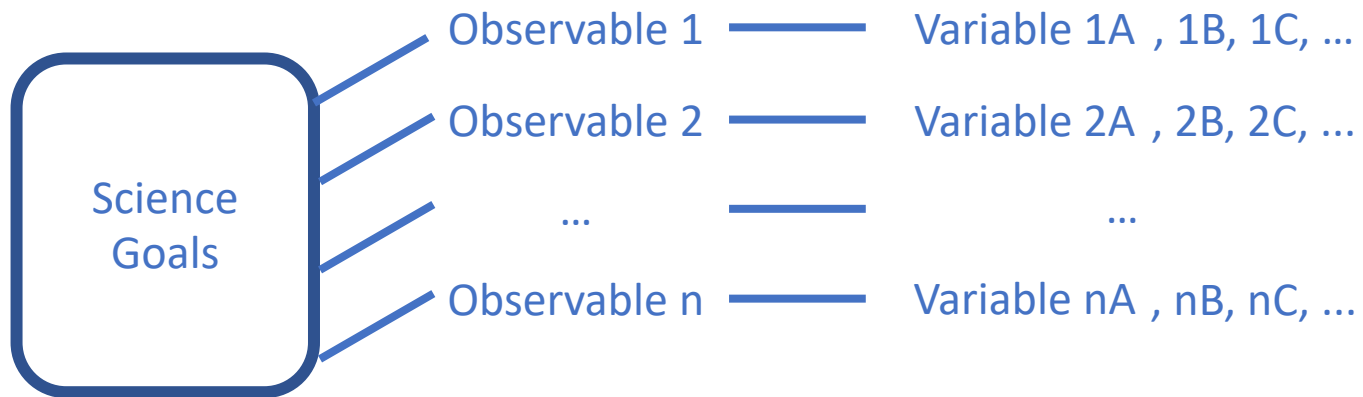 Observable 1 Variable 1A , 1B, 1C, ...
Observable 2 Variable 2A , 2B, 2C, ...
Science
Goals
... ...
Observable n Variable nA , nB, nC, ...